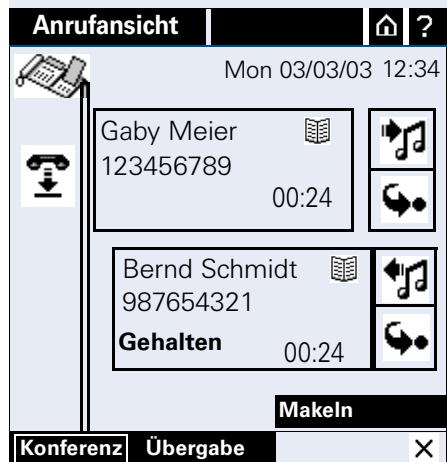 Anrufansicht ?
Mon 03/03/03 12:34
Gaby Meier
123456789
00:24
Bernd Schmidt
987654321
Gehalten 00:24
Makeln
Konferenz Übergabe